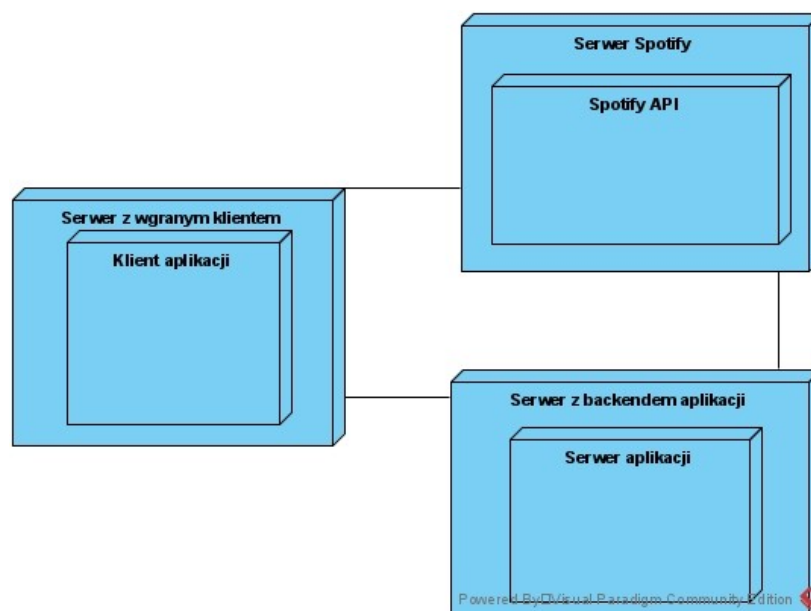 Serwer Spotify
Spotify API
Serwer z wgranym klientem
Klient aplikacji
Serwer z backendem aplikacji
Serwer aplikacji
Powered By Visual Paradigm Community Edition